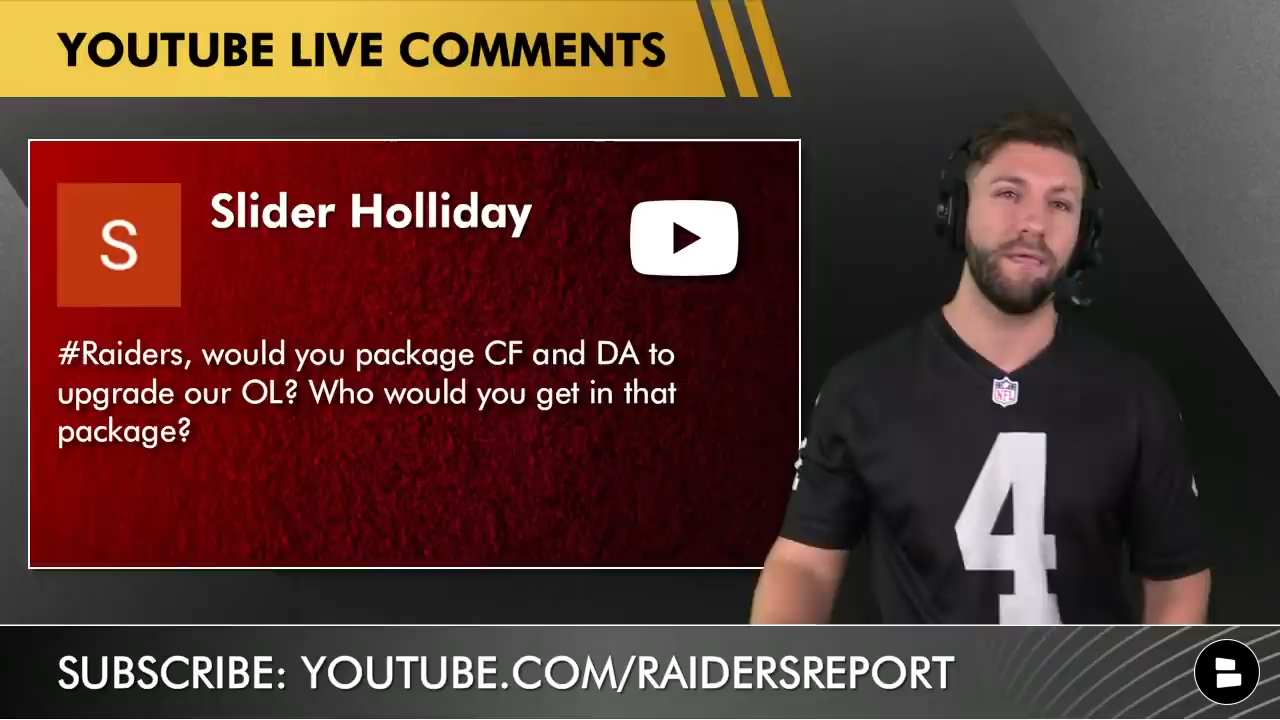 YOUTUBE LIVE COMMENTS
S
Slider Holliday
#Raiders, would you package CF and DA to
upgrade our OL? Who would you get in that
package?
NFL
4
SUBSCRIBE: YOUTUBE.COM/RAIDERSREPORT